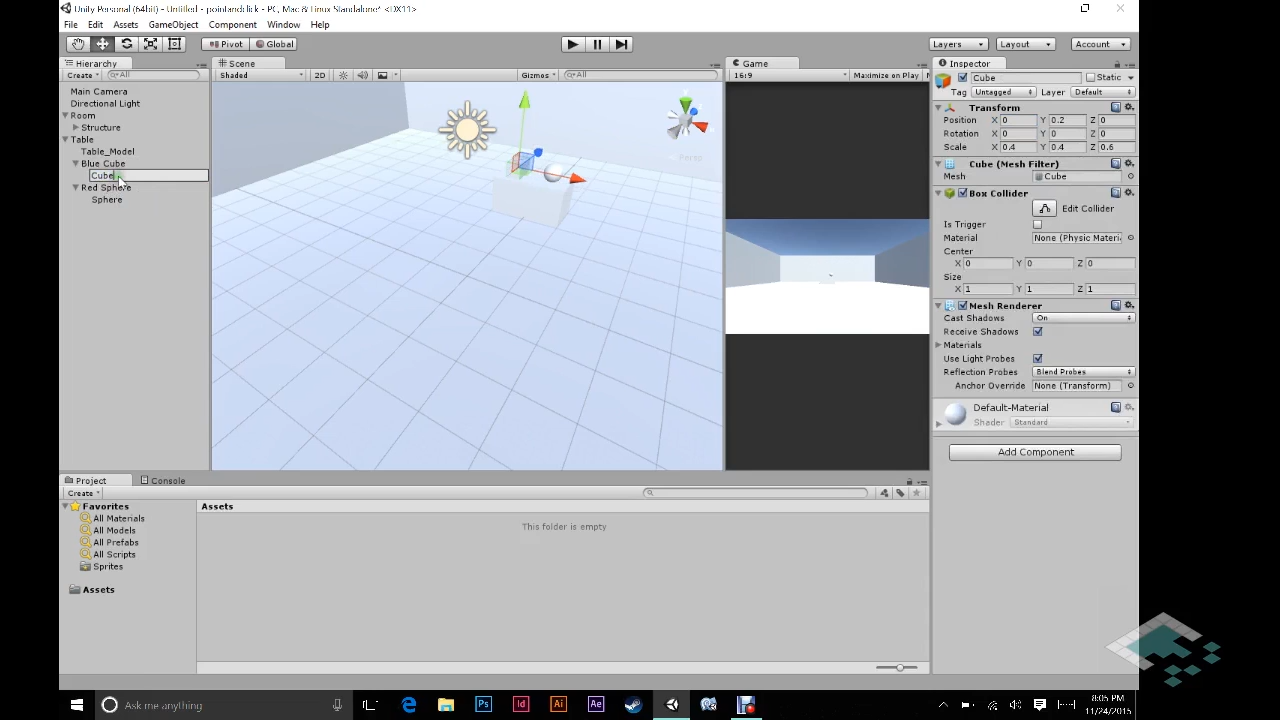 Unity Personal (64bit) - Untitled - pointandclick - PC, Mac & Linux Standalone* <DX11>
File Edit Assets GameObject Component Window Help
Pivot Global Layers Layout Account
Hierarchy
Create All
Main Camera
Directional Light
Room
Structure
Table
Table_Model
Blue Cube
Cube
Red Sphere
Sphere
Scene
Shaded 2D Gizmos All
Persp
Game
16:9 Maximize on Play
Inspector
Cube Static
Tag Untagged Layer Default
Transform
Position X 0 Y 0.2 Z 0
Rotation X 0 Y 0 Z 0
Scale X 0.4 Y 0.4 Z 0.6
Cube (Mesh Filter)
Mesh Cube
Box Collider
Edit Collider
Is Trigger
Material None (Physic Materi
Center
X 0 Y 0 Z 0
Size
X 1 Y 1 Z 1
Mesh Renderer
Cast Shadows On
Receive Shadows
Materials
Use Light Probes
Reflection Probes Blend Probes
Anchor Override None (Transform)
Default-Material
Shader Standard
Add Component
Project Console
Create
Favorites
All Materials
All Models
All Prefabs
All Scripts
Sprites
Assets
Assets
This folder is empty
Ask me anything
Ps Id Ai Ae
8:05 PM
11/24/2015